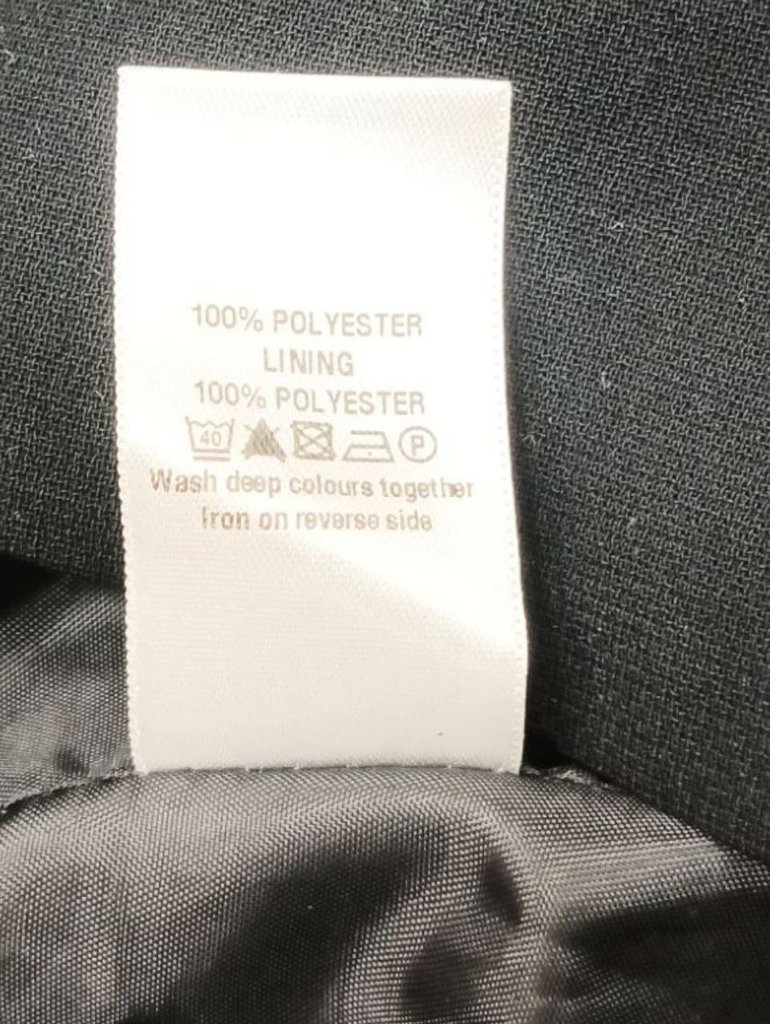 100% POLYESTER
LINING
100% POLYESTER
40 P
Wash deep colours together
Iron on reverse side